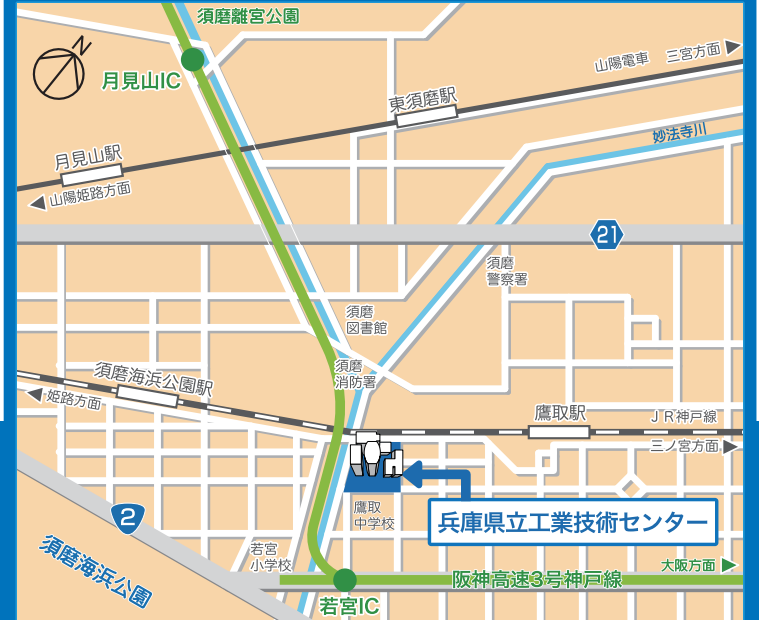 須磨離宮公園
N
月見山IC
山陽電車 三宮方面
東須磨駅
妙法寺川
月見山駅
山陽姫路方面
21
須磨
警察署
須磨
図書館
須磨
消防署
須磨海浜公園駅
姫路方面
鷹取駅
JR神戸線
三ノ宮方面
鷹取
中学校
兵庫県立工業技術センター
2
若宮
小学校
須磨海浜公園
大阪方面
阪神高速3号神戸線
若宮IC